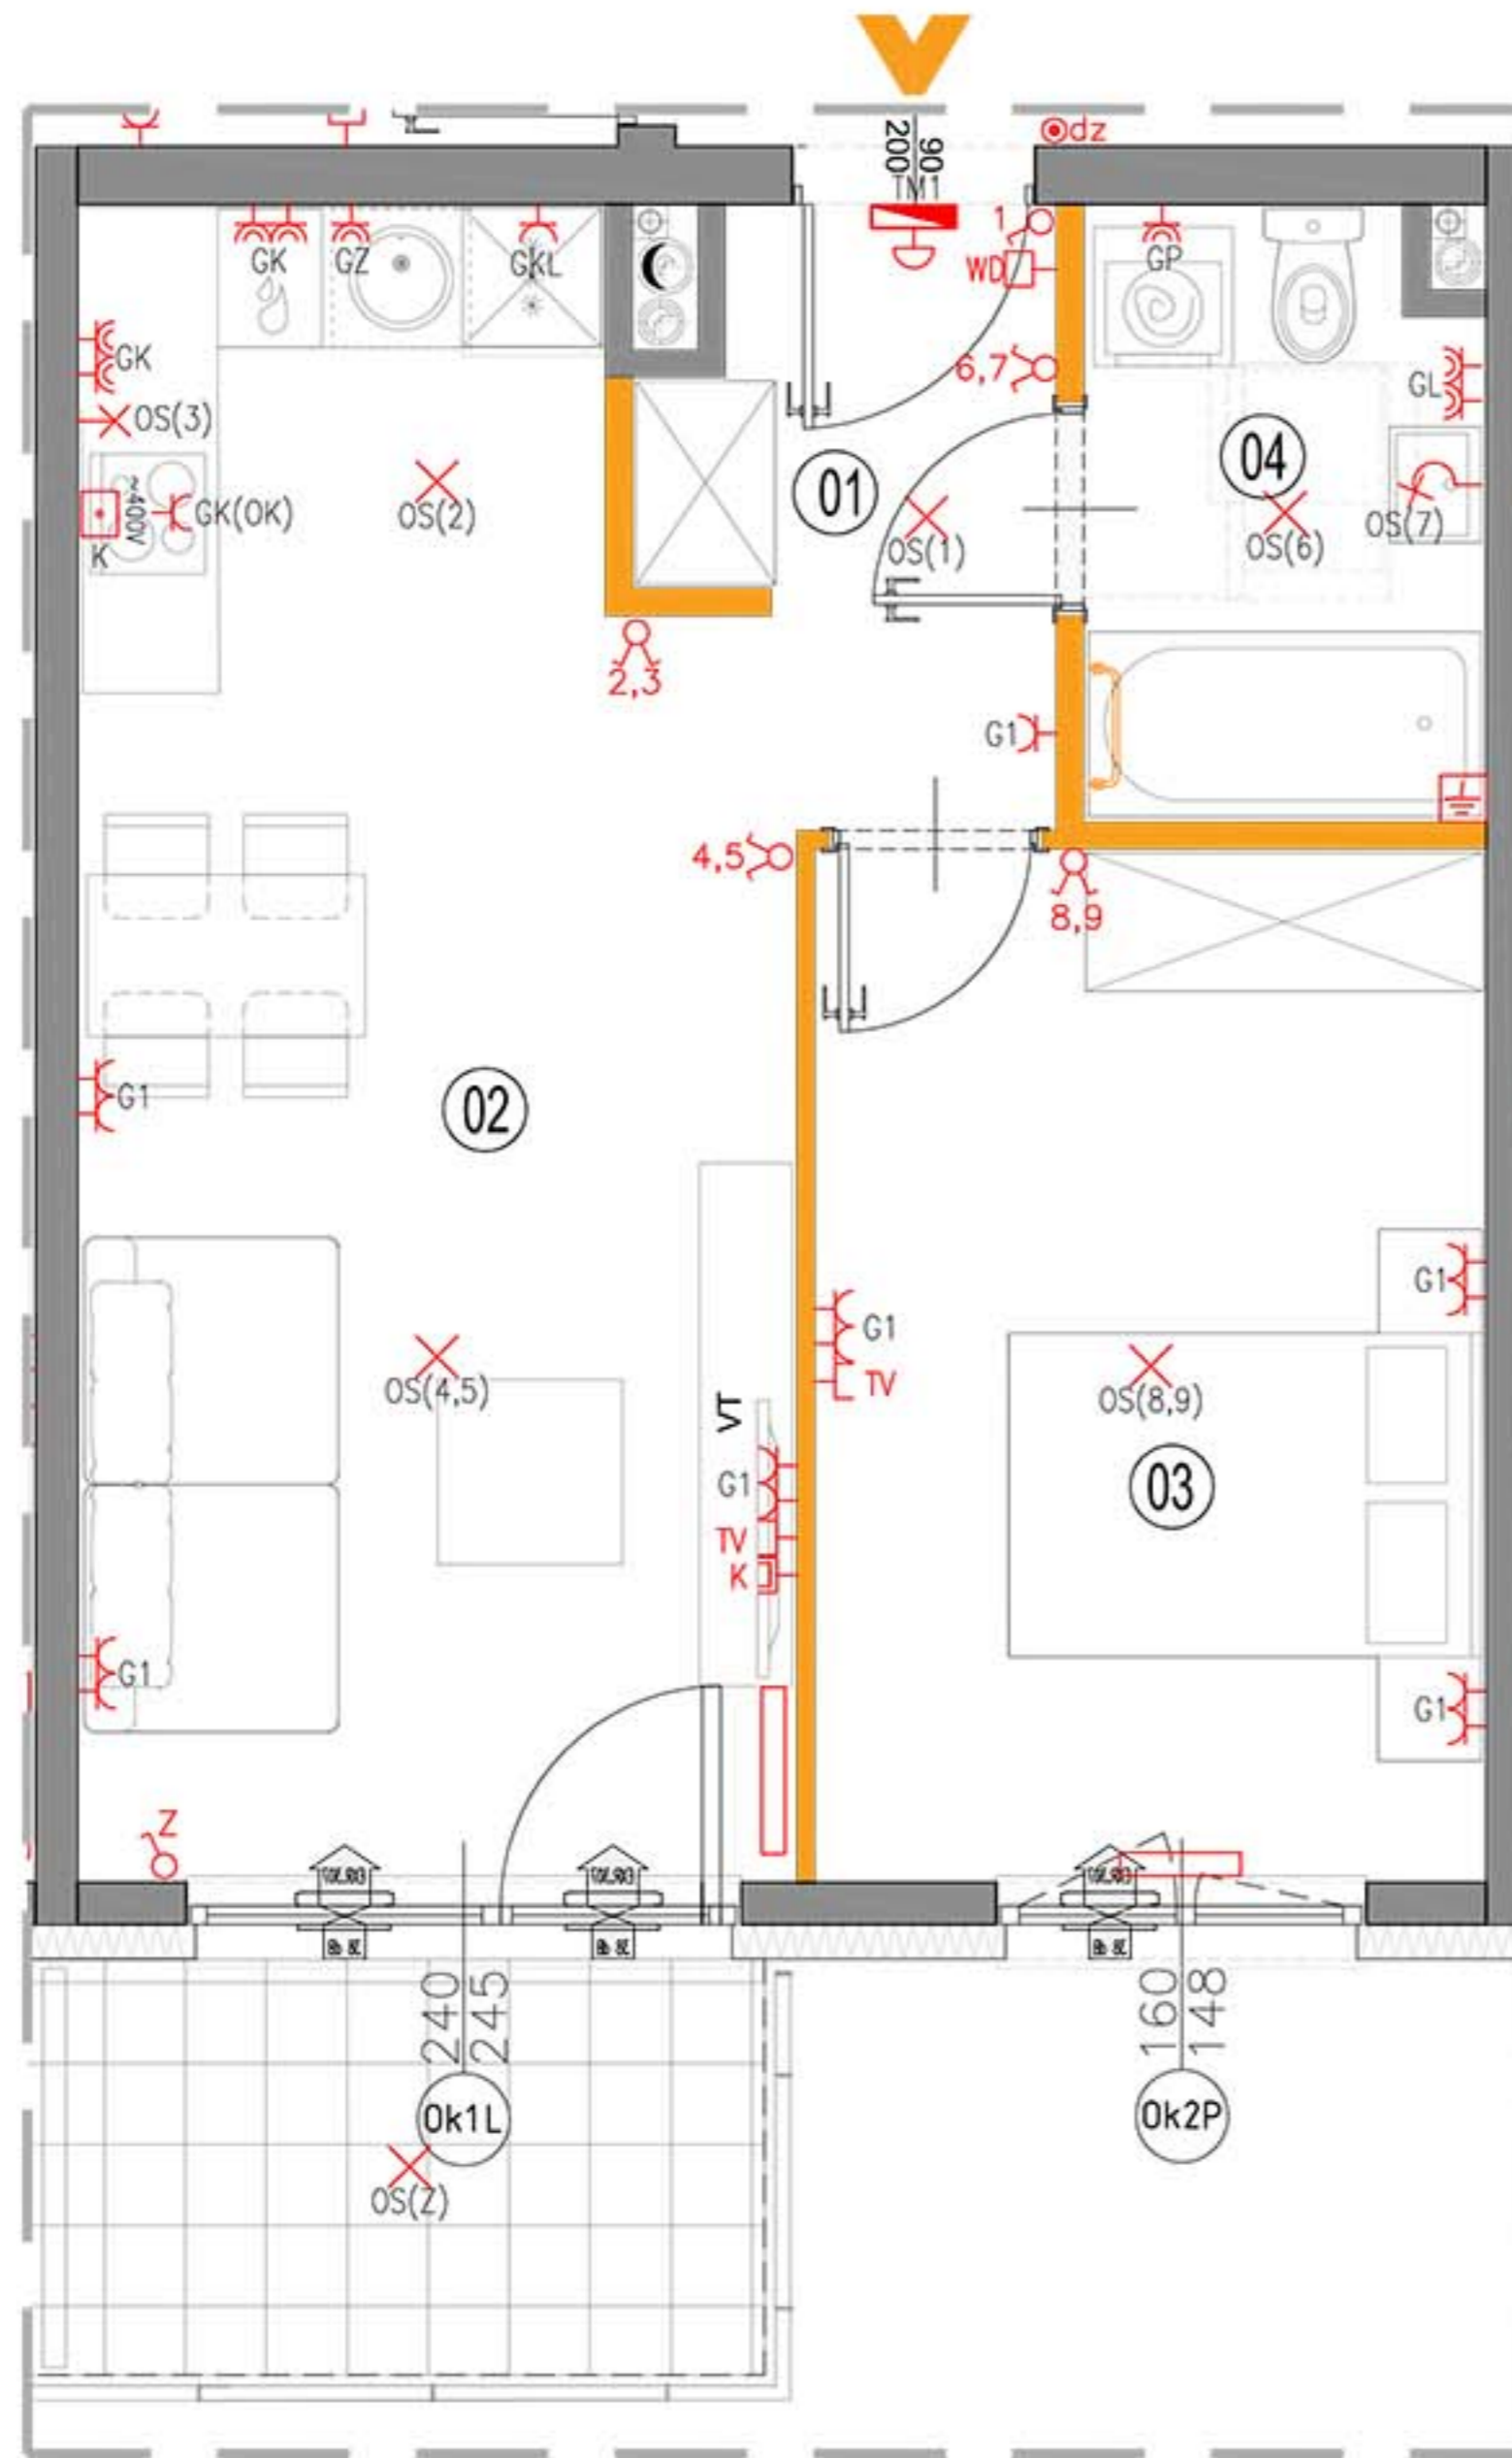 dz
90
200
TM1
1
WD
GK
GZ
GKL
GP
GK
6,7
GL
OS(3)
04
01
OS(2)
~400V
GK(OK)
K
OS(1)
OS(6)
OS(7)
2,3
G1
4,5
8,9
G1
02
G1
G1
TV
OS(4,5)
OS(8,9)
VT
G1
03
TV
K
G1
G1
Z
240
245
160
148
Ok1L
Ok2P
OS(Z)